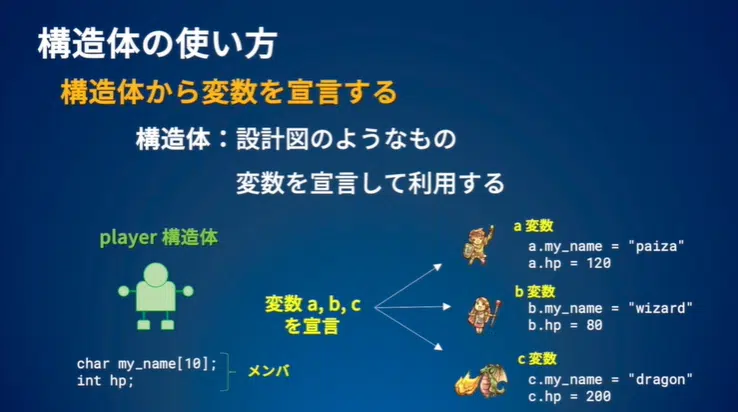 構造体の使い方
構造体から変数を宣言する
構造体：設計図のようなもの
変数を宣言して利用する
player 構造体
char my_name[10];
int hp;
メンバ
変数 a, b, c
を宣言
a 変数
a.my_name = "paiza"
a.hp = 120
b 変数
b.my_name = "wizard"
b.hp = 80
c 変数
c.my_name = "dragon"
c.hp = 200